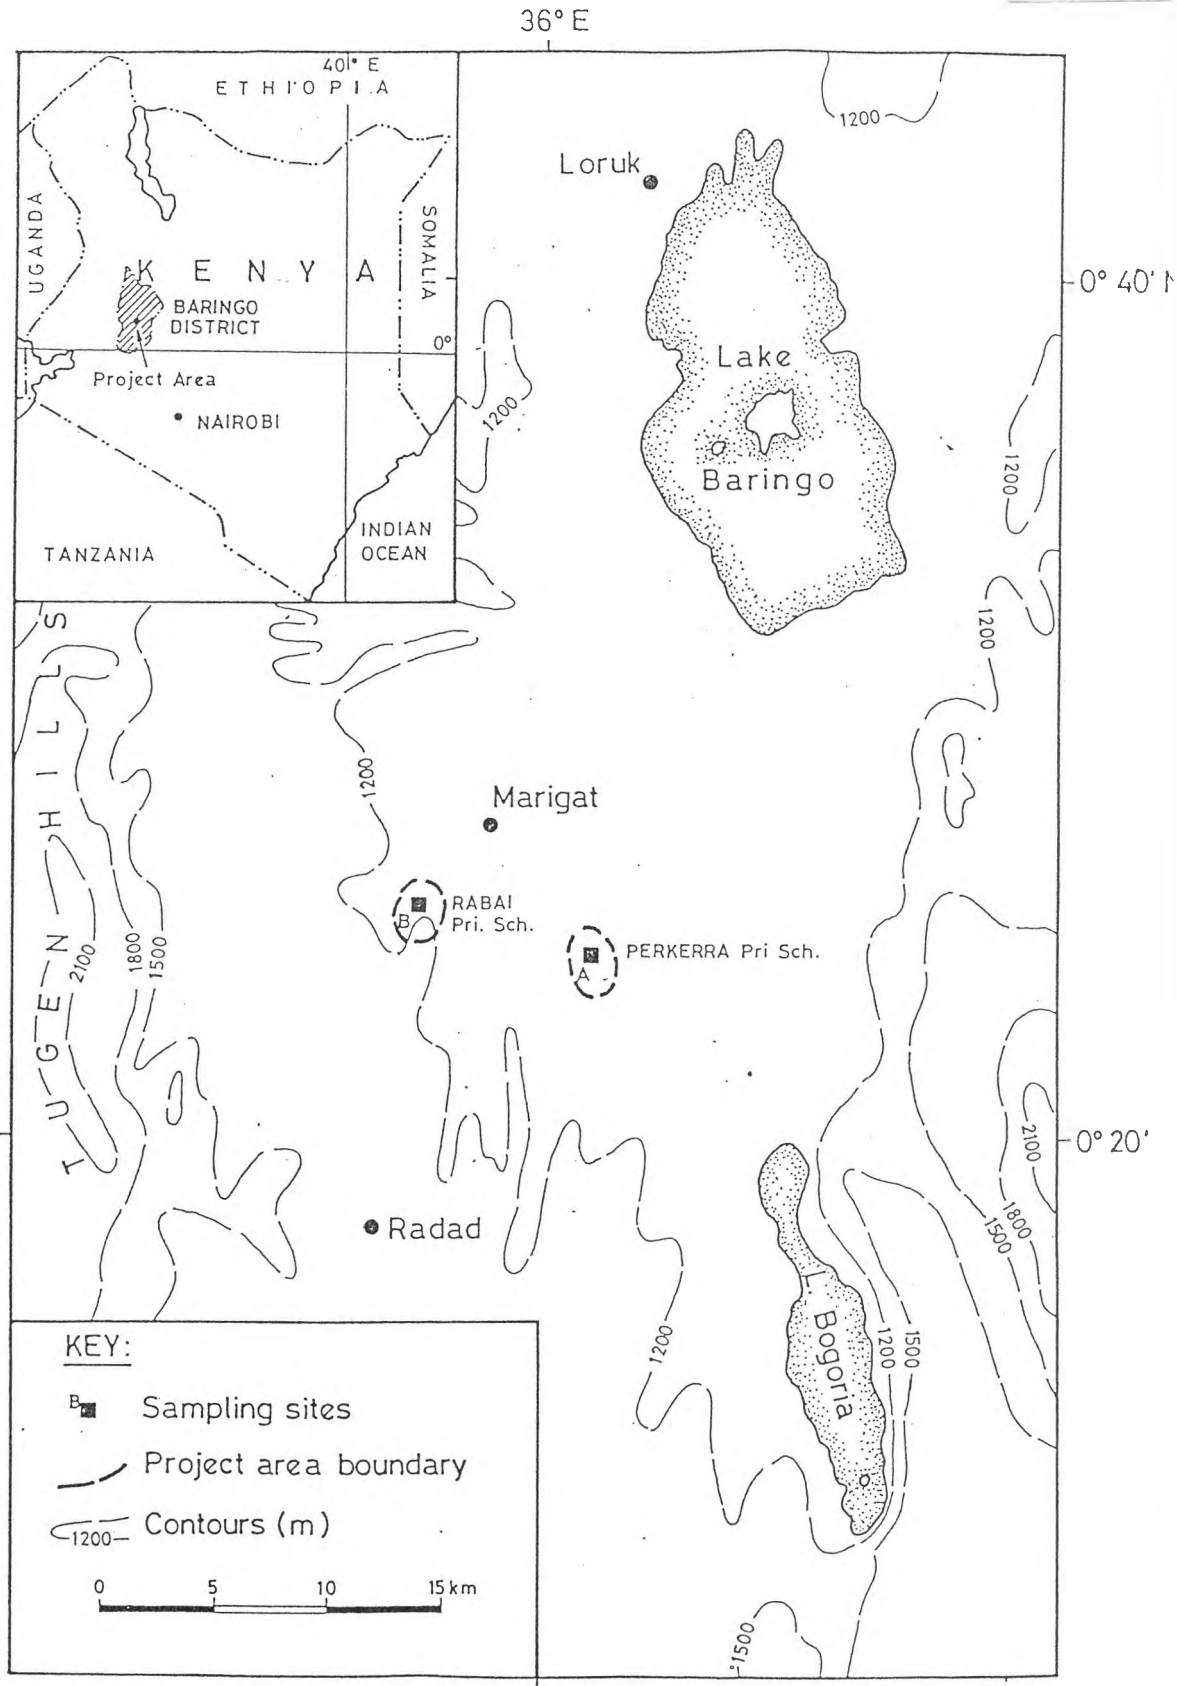 36° E
40° E
ETHIOPIA
UGANDA
SOMALIA
KENYA
BARINGO
DISTRICT
0°
Project Area
NAIROBI
TANZANIA
INDIAN
OCEAN
1200
Loruk
0° 40'
Lake
Baringo
1200
1200
1200
TUGEN HILLS
1200
Marigat
RABAI
Pri. Sch.
B
PERKERRA Pri Sch.
A
2100
1800
1500
2100
0° 20'
1800
1500
Radad
L. Bogoria
1200
1200
1500
1500
KEY:
B Sampling sites
Project area boundary
1200 Contours (m)
0 5 10 15 km